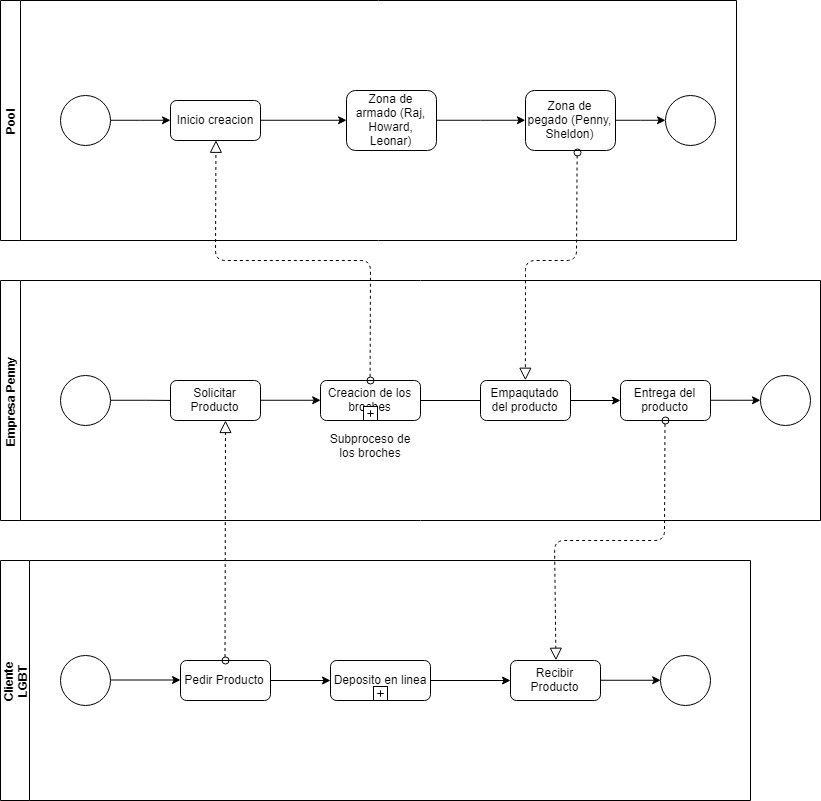 Pool
Inicio creacion
Zona de
armado (Raj,
Howard,
Leonar)
Zona de
pegado (Penny,
Sheldon)
Empresa Penny
Solicitar
Producto
Creacion de los
broches
Subproceso de
los broches
Empaqutado
del producto
Entrega del
producto
Cliente
LGBT
Pedir Producto
Deposito en linea
Recibir
Producto